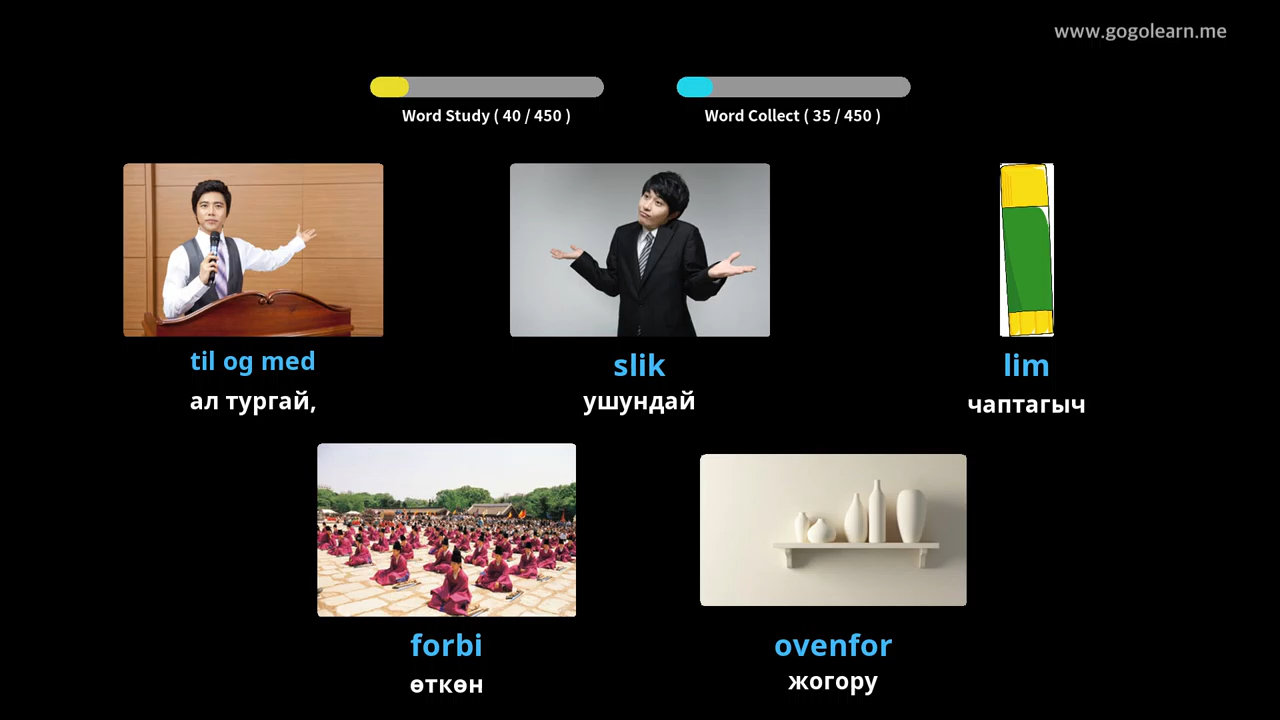 www.gogolearn.me
Word Study ( 40 / 450 )
Word Collect ( 35 / 450 )
til og med
ал тургай,
slik
ушундай
lim
чаптагыч
forbi
өткөн
ovenfor
жогору